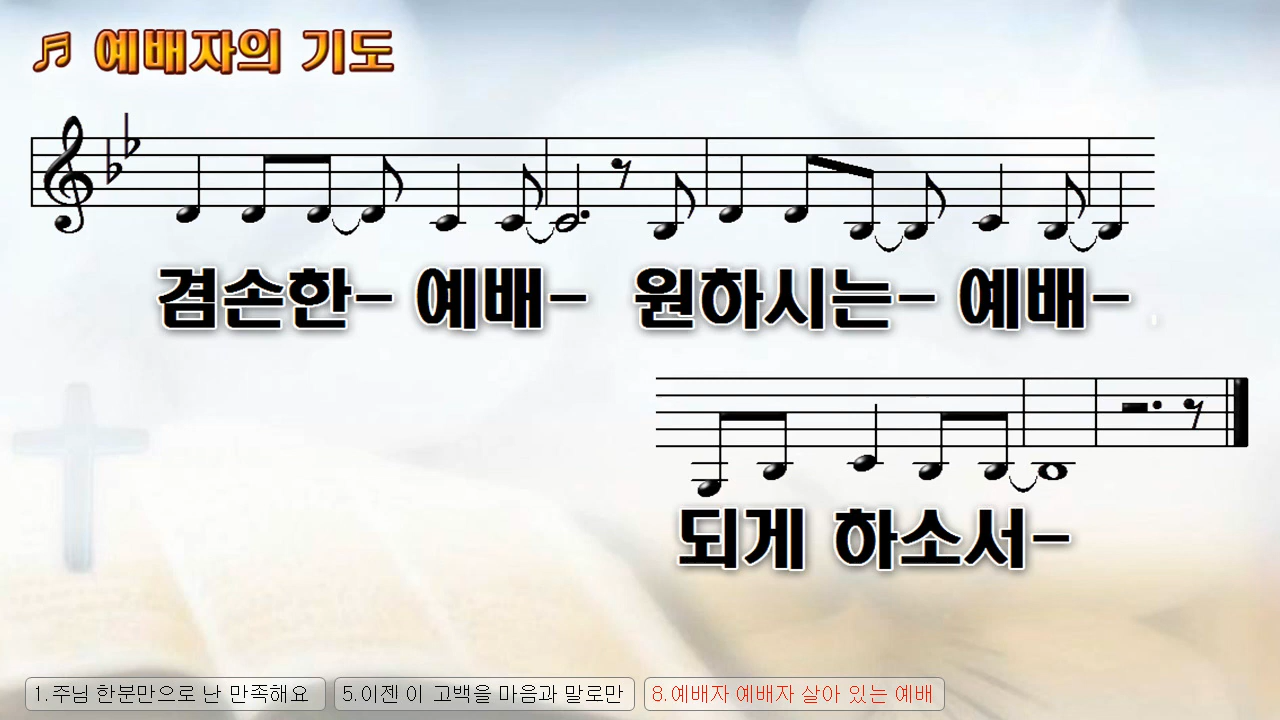 ♬ 예배자의 기도
겸손한- 예배- 원하시는- 예배-
되게 하소서-
1.주님 한분만으로 난 만족해요 5.이젠 이 고백을 마음과 말로만 8.예배자 예배자 살아 있는 예배